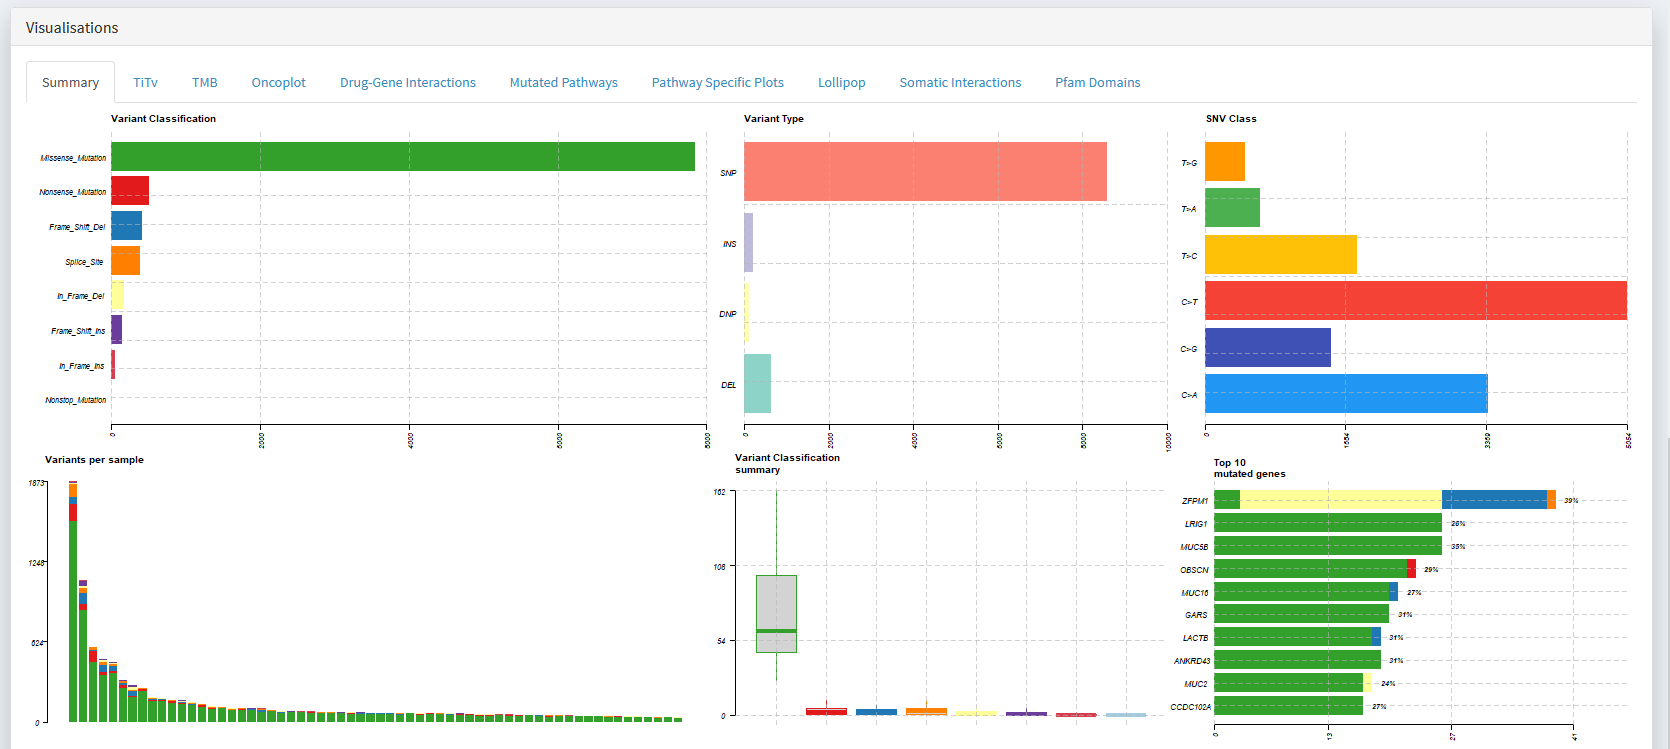 Visualisations
Summary TiTv TMB Oncoplot Drug-Gene Interactions Mutated Pathways Pathway Specific Plots Lollipop Somatic Interactions Pfam Domains
Variant Classification
Missense_Mutation
Nonsense_Mutation
Frame_Shift_Del
Splice_Site
In_Frame_Del
Frame_Shift_Ins
In_Frame_Ins
Nonstop_Mutation
0 2000 4000 6000 8000
Variant Type
SNP
INS
DNP
DEL
0 2000 4000 6000 8000 10000
SNV Class
T>G
T>A
T>C
C>T
C>G
C>A
0 1684 3369 5054
Variants per sample
1873
1248
624
0
Variant Classification
summary
162
108
54
0
Top 10
mutated genes
ZFPM1 39%
LRIG1 26%
MUC5B 35%
OBSCN 29%
MUC16 27%
GARS 31%
LACTB 31%
ANKRD43 31%
MUC2 24%
CCDC102A 27%
0 13 27 41